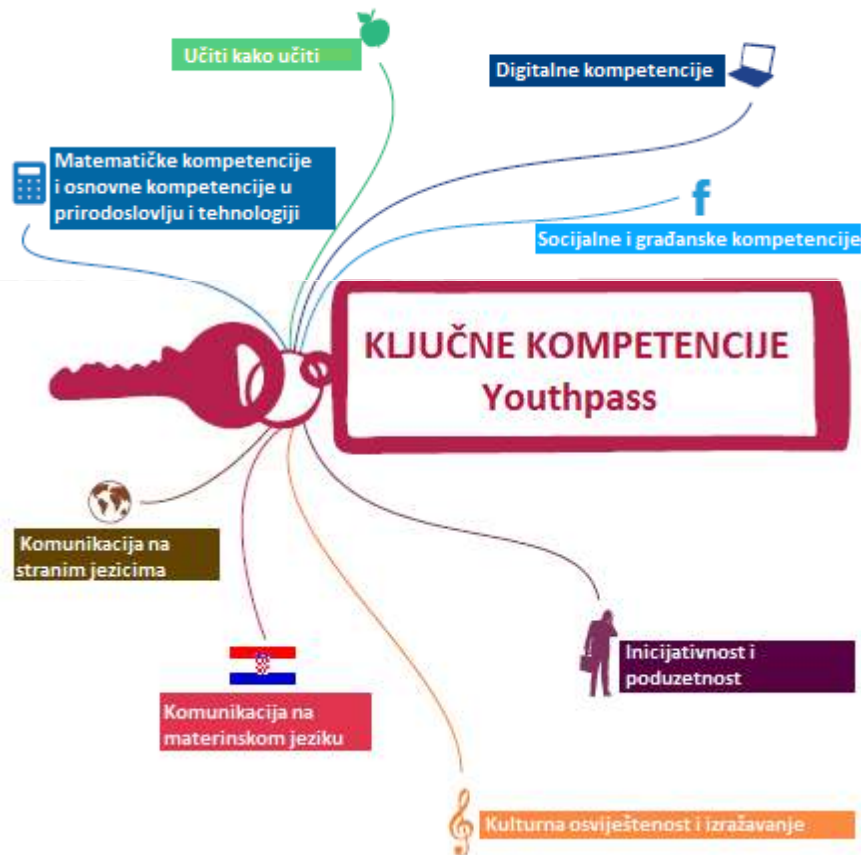 Učiti kako učiti
Digitalne kompetencije
Matematičke kompetencije
i osnovne kompetencije u
prirodoslovlju i tehnologiji
f
Socijalne i građanske kompetencije
KLJUČNE KOMPETENCIJE
Youthpass
Komunikacija na
stranim jezicima
Inicijativnost i
poduzetnost
Komunikacija na
materinskom jeziku
Kulturna osviještenost i izražavanje